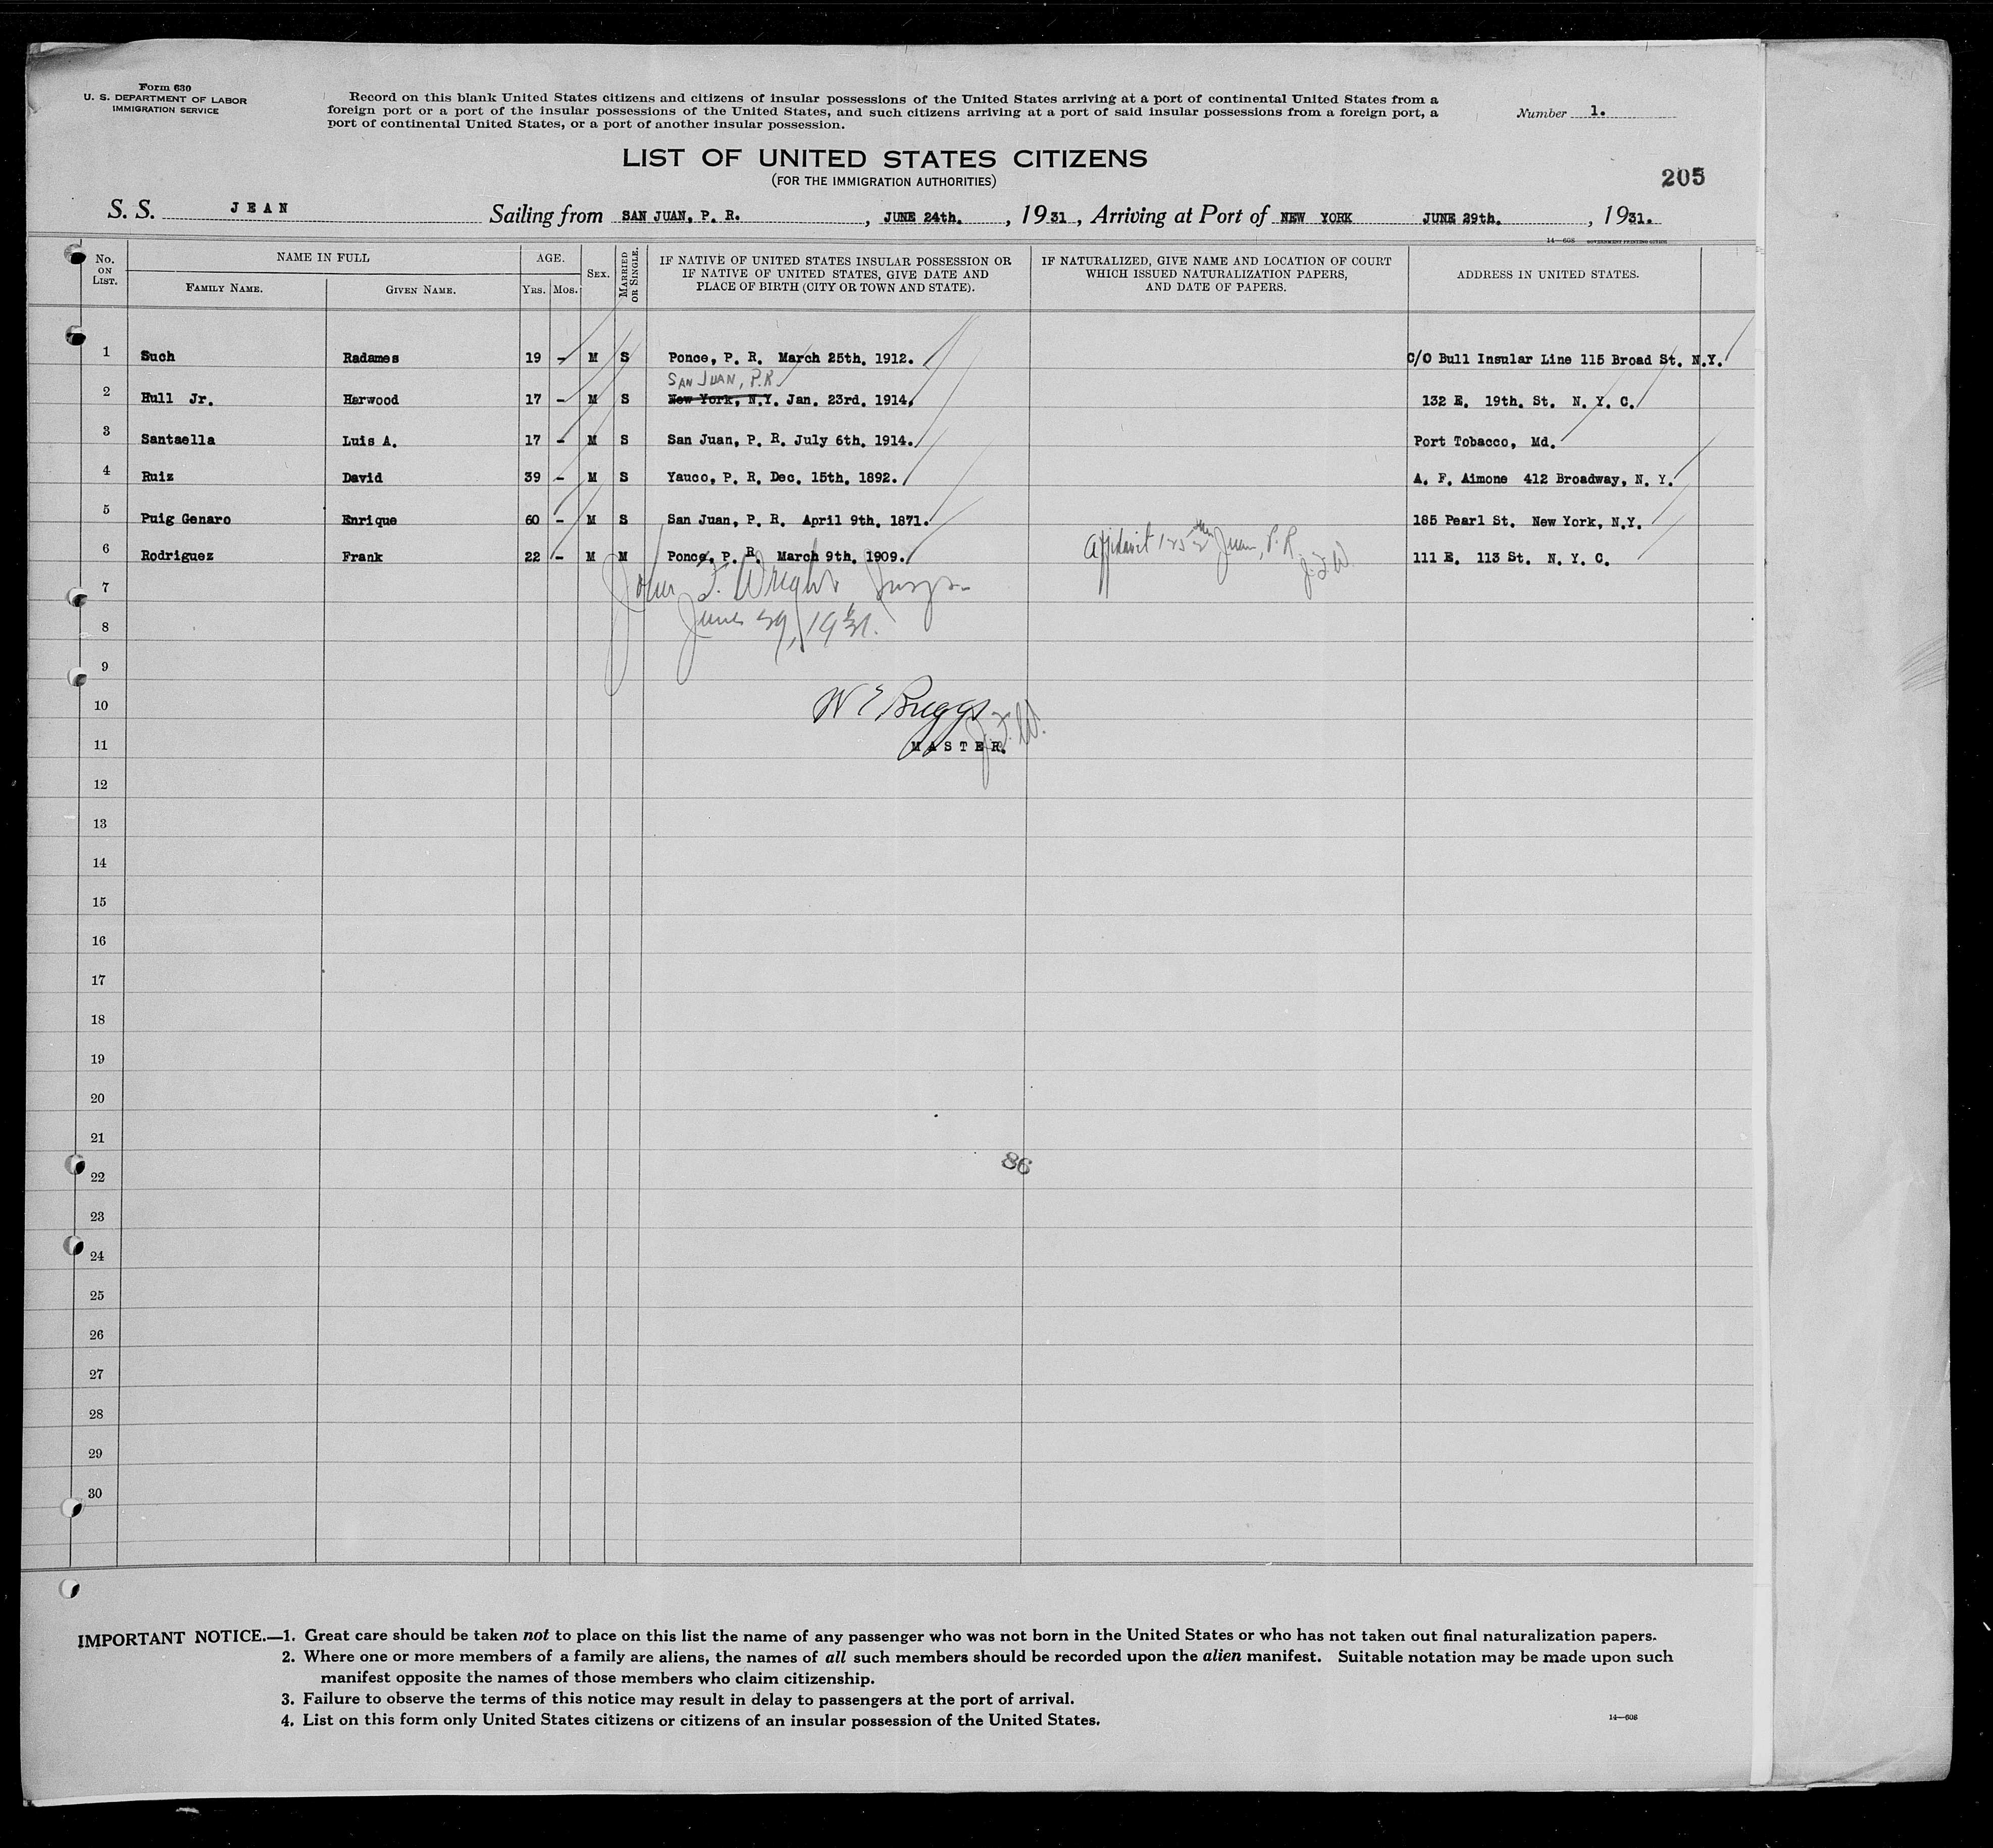 Form 630
U. S. DEPARTMENT OF LABOR
IMMIGRATION SERVICE
Record on this blank United States citizens and citizens of insular possessions of the United States arriving at a port of continental United States from a
foreign port or a port of the insular possessions of the United States, and such citizens arriving at a port of said insular possessions from a foreign port, a
port of continental United States, or a port of another insular possession.
Number 1.
LIST OF UNITED STATES CITIZENS
(FOR THE IMMIGRATION AUTHORITIES)
205
S. S. JEAN Sailing from SAN JUAN, P. R. , JUNE 24th. , 1931 , Arriving at Port of NEW YORK JUNE 29th. , 1931.
14—608 GOVERNMENT PRINTING OFFICE
No. ON LIST. NAME IN FULL FAMILY NAME. GIVEN NAME. AGE. YRS. MOS. SEX. MARRIED OR SINGLE. IF NATIVE OF UNITED STATES INSULAR POSSESSION OR IF NATIVE OF UNITED STATES, GIVE DATE AND PLACE OF BIRTH (CITY OR TOWN AND STATE). IF NATURALIZED, GIVE NAME AND LOCATION OF COURT WHICH ISSUED NATURALIZATION PAPERS, AND DATE OF PAPERS. ADDRESS IN UNITED STATES.
1 Such Radames 19 - M S Ponce, P. R. March 25th. 1912. C/O Bull Insular Line 115 Broad St. N.Y.
SAN JUAN, P.R.
2 Hull Jr. Harwood 17 - M S New York, N.Y. Jan. 23rd. 1914. 132 E. 19th. St. N. Y. C.
3 Santaella Luis A. 17 - M S San Juan, P. R. July 6th. 1914. Port Tobacco, Md.
4 Ruiz David 39 - M S Yauco, P. R. Dec. 15th. 1892. A. F. Aimone 412 Broadway, N. Y.
5 Puig Genaro Enrique 60 - M S San Juan, P. R. April 9th. 1871. 185 Pearl St. New York, N.Y.
6 Rodriguez Frank 22 - M M Ponce, P. R. March 9th. 1909. Affidavit Juan, P. R. J.F.W. 111 E. 113 St. N. Y. C.
7 John F. Wright
8 June 29, 1931.
9
10 W E Briggs J.F.W.
11 MASTER.
12
13
14
15
16
17
18
19
20
21
22 86
23
24
25
26
27
28
29
30
IMPORTANT NOTICE.—1. Great care should be taken not to place on this list the name of any passenger who was not born in the United States or who has not taken out final naturalization papers.
2. Where one or more members of a family are aliens, the names of all such members should be recorded upon the alien manifest. Suitable notation may be made upon such
manifest opposite the names of those members who claim citizenship.
3. Failure to observe the terms of this notice may result in delay to passengers at the port of arrival.
4. List on this form only United States citizens or citizens of an insular possession of the United States.
14—608